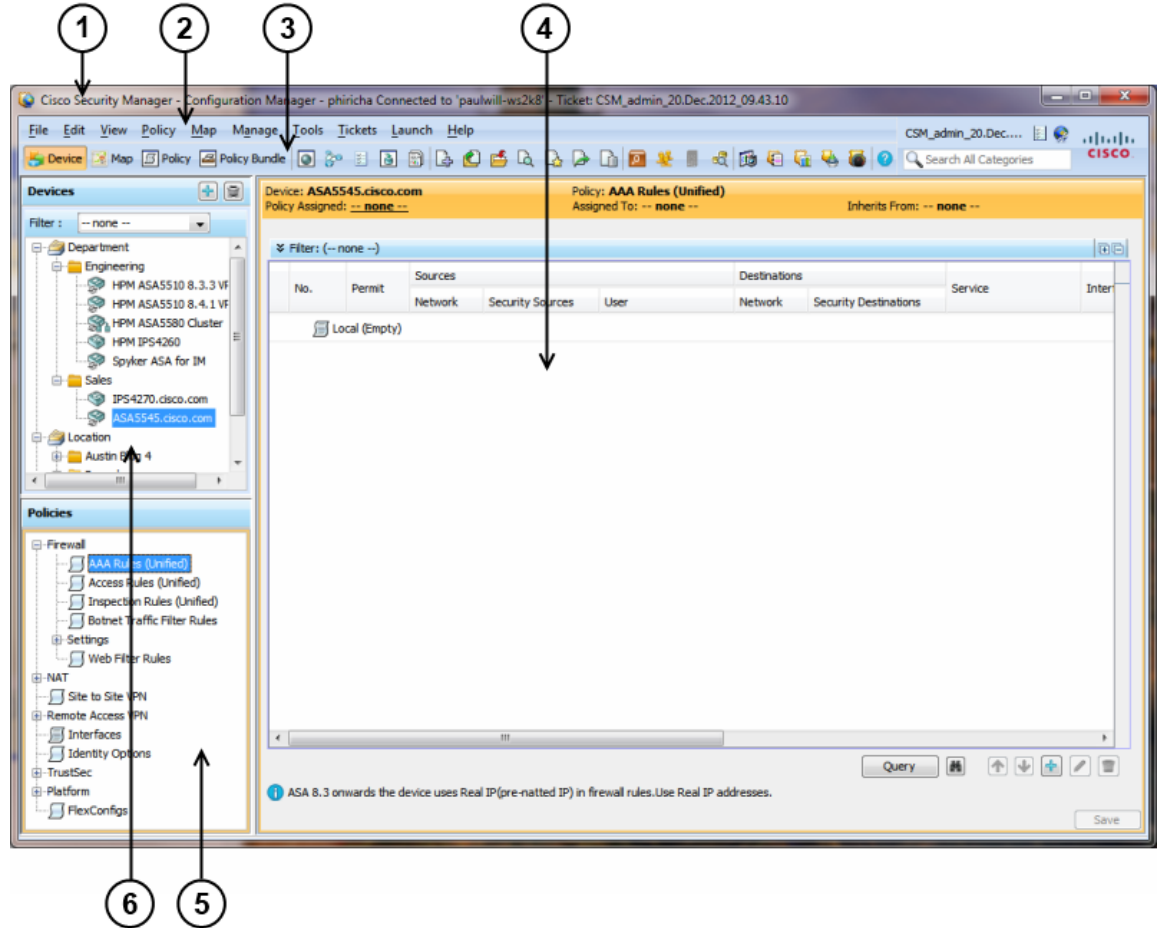 1 2 3 4
Cisco Security Manager - Configuration Manager - phiricha Connected to 'paulwill-ws2k8' - Ticket: CSM_admin_20.Dec.2012_09.43.10
File Edit View Policy Map Manage Tools Tickets Launch Help CSM_admin_20.Dec....
Device Map Policy Policy Bundle Search All Categories CISCO
Devices
Filter : -- none --
Department
Engineering
HPM ASA5510 8.3.3 VF
HPM ASA5510 8.4.1 VF
HPM ASA5580 Cluster
HPM IPS4260
Spyker ASA for IM
Sales
IPS4270.cisco.com
ASA5545.cisco.com
Location
Austin Bldg 4
Policies
Firewall
AAA Rules (Unified)
Access Rules (Unified)
Inspection Rules (Unified)
Botnet Traffic Filter Rules
Settings
Web Filter Rules
NAT
Site to Site VPN
Remote Access VPN
Interfaces
Identity Options
TrustSec
Platform
FlexConfigs
Device: ASA5545.cisco.com Policy: AAA Rules (Unified)
Policy Assigned: -- none -- Assigned To: -- none -- Inherits From: -- none
Filter: (-- none --)
No. Permit Sources Destinations Service Inter
Network Security Sources User Network Security Destinations
Local (Empty)
Query
ASA 8.3 onwards the device uses Real IP(pre-natted IP) in firewall rules.Use Real IP addresses.
Save
6 5